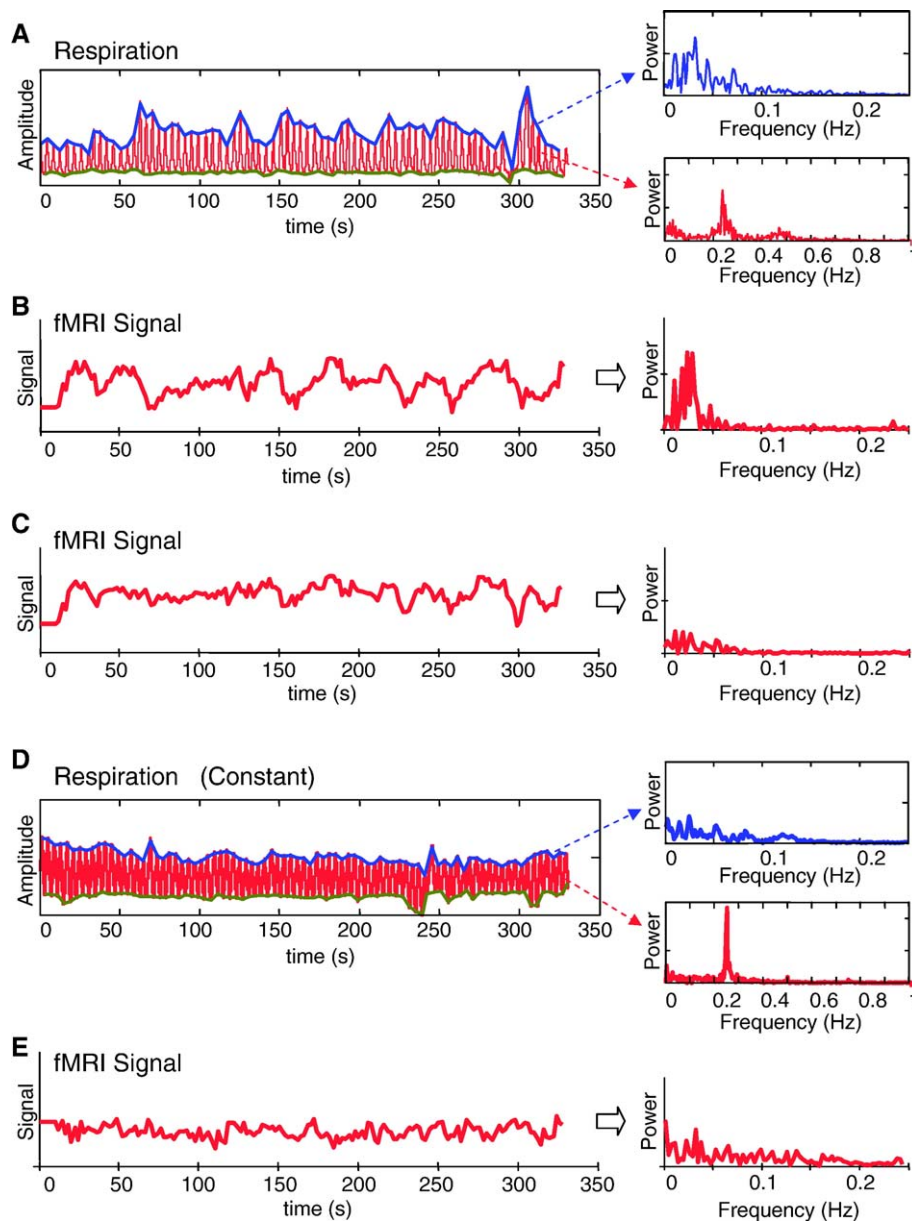 A
Respiration
Amplitude
0 50 100 150 200 250 300 350
time (s)
Power
0 0.1 0.2
Frequency (Hz)
Power
0 0.2 0.4 0.6 0.8 1
Frequency (Hz)
B
fMRI Signal
Signal
0 50 100 150 200 250 300 350
time (s)
Power
0 0.1 0.2
Frequency (Hz)
C
fMRI Signal
Signal
0 50 100 150 200 250 300 350
time (s)
Power
0 0.1 0.2
Frequency (Hz)
D
Respiration (Constant)
Amplitude
0 50 100 150 200 250 300 350
time (s)
Power
0 0.1 0.2
Frequency (Hz)
Power
0 0.2 0.4 0.6 0.8 1
Frequency (Hz)
E
fMRI Signal
Signal
0 50 100 150 200 250 300 350
time (s)
Power
0 0.1 0.2
Frequency (Hz)